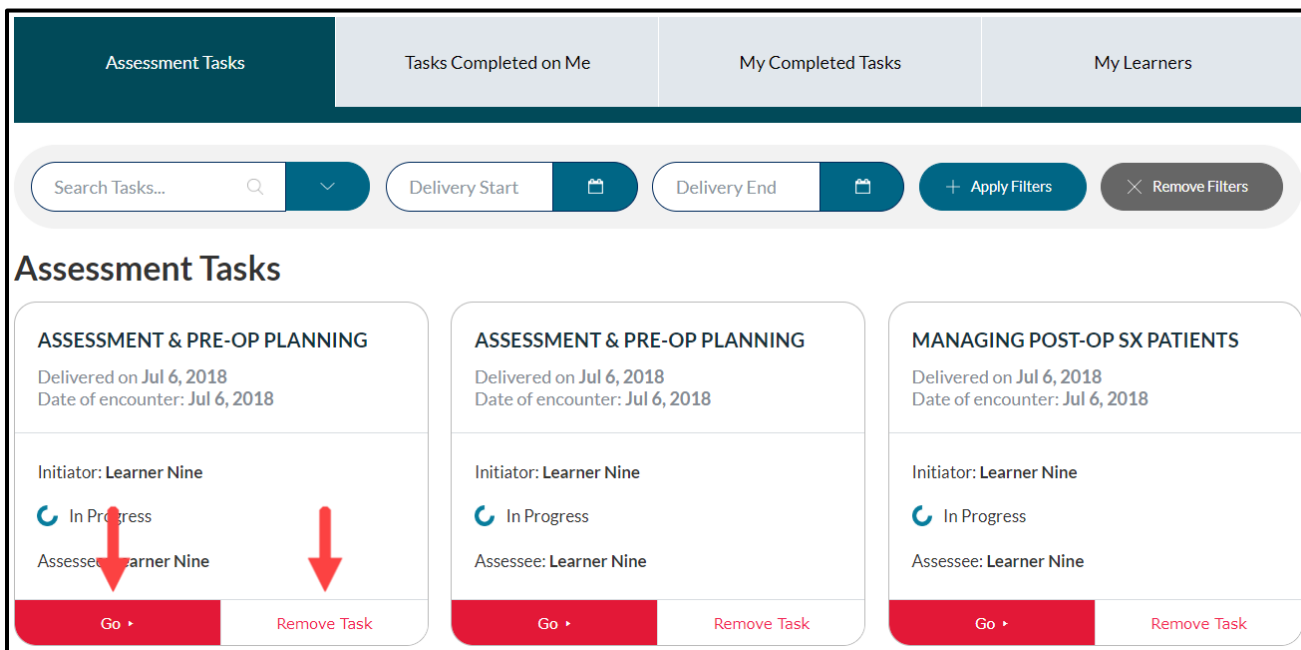 Assessment Tasks
Tasks Completed on Me
My Completed Tasks
My Learners
Search Tasks...
Delivery Start
Delivery End
Apply Filters
Remove Filters
Assessment Tasks
ASSESSMENT & PRE-OP PLANNING
Delivered on Jul 6, 2018
Date of encounter: Jul 6, 2018
Initiator: Learner Nine
In Progress
Assessee: Learner Nine
Go
Remove Task
ASSESSMENT & PRE-OP PLANNING
Delivered on Jul 6, 2018
Date of encounter: Jul 6, 2018
Initiator: Learner Nine
In Progress
Assessee: Learner Nine
Go
Remove Task
MANAGING POST-OP SX PATIENTS
Delivered on Jul 6, 2018
Date of encounter: Jul 6, 2018
Initiator: Learner Nine
In Progress
Assessee: Learner Nine
Go
Remove Task